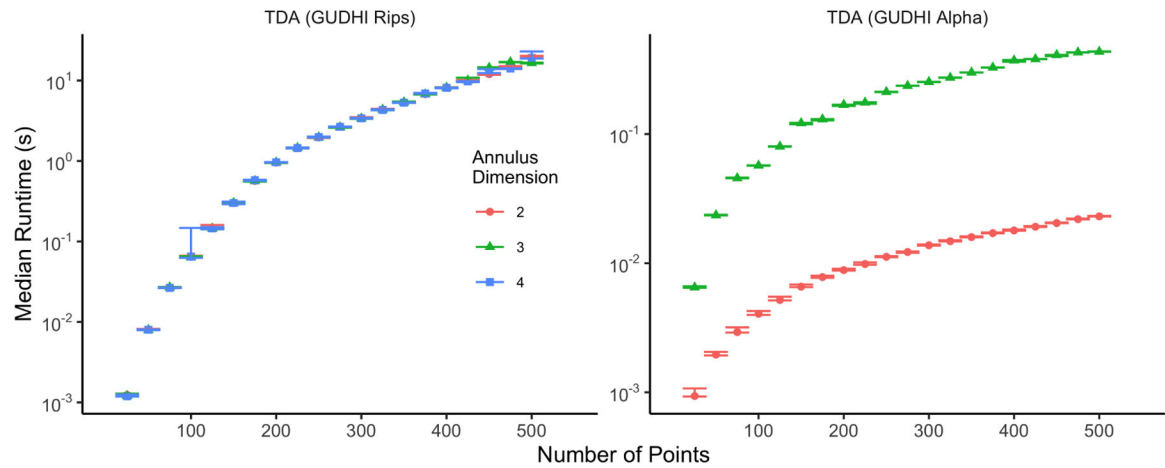 TDA (GUDHI Rips)
TDA (GUDHI Alpha)
Median Runtime (s)
10^1
10^0
10^-1
10^-2
10^-3
Annulus
Dimension
2
3
4
100 200 300 400 500
10^-1
10^-2
10^-3
100 200 300 400 500
Number of Points